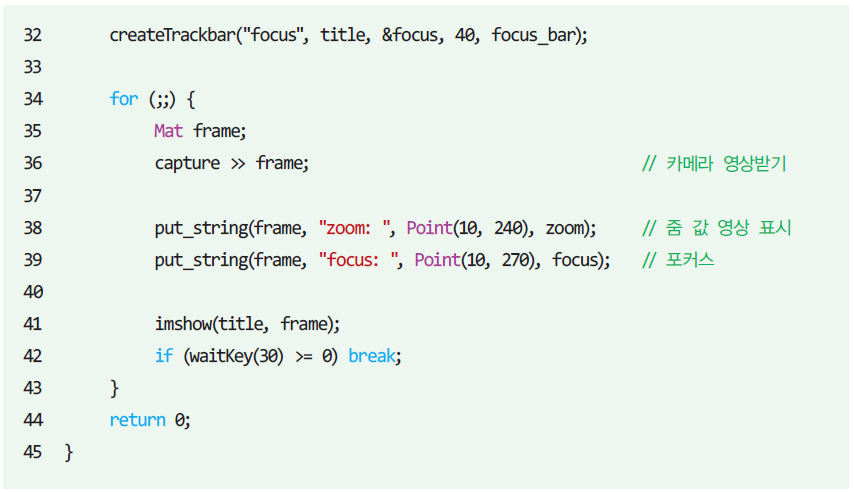 32 createTrackbar("focus", title, &focus, 40, focus_bar);
33
34 for (;;) {
35 Mat frame;
36 capture >> frame; // 카메라 영상받기
37
38 put_string(frame, "zoom: ", Point(10, 240), zoom); // 줌 값 영상 표시
39 put_string(frame, "focus: ", Point(10, 270), focus); // 포커스
40
41 imshow(title, frame);
42 if (waitKey(30) >= 0) break;
43 }
44 return 0;
45 }